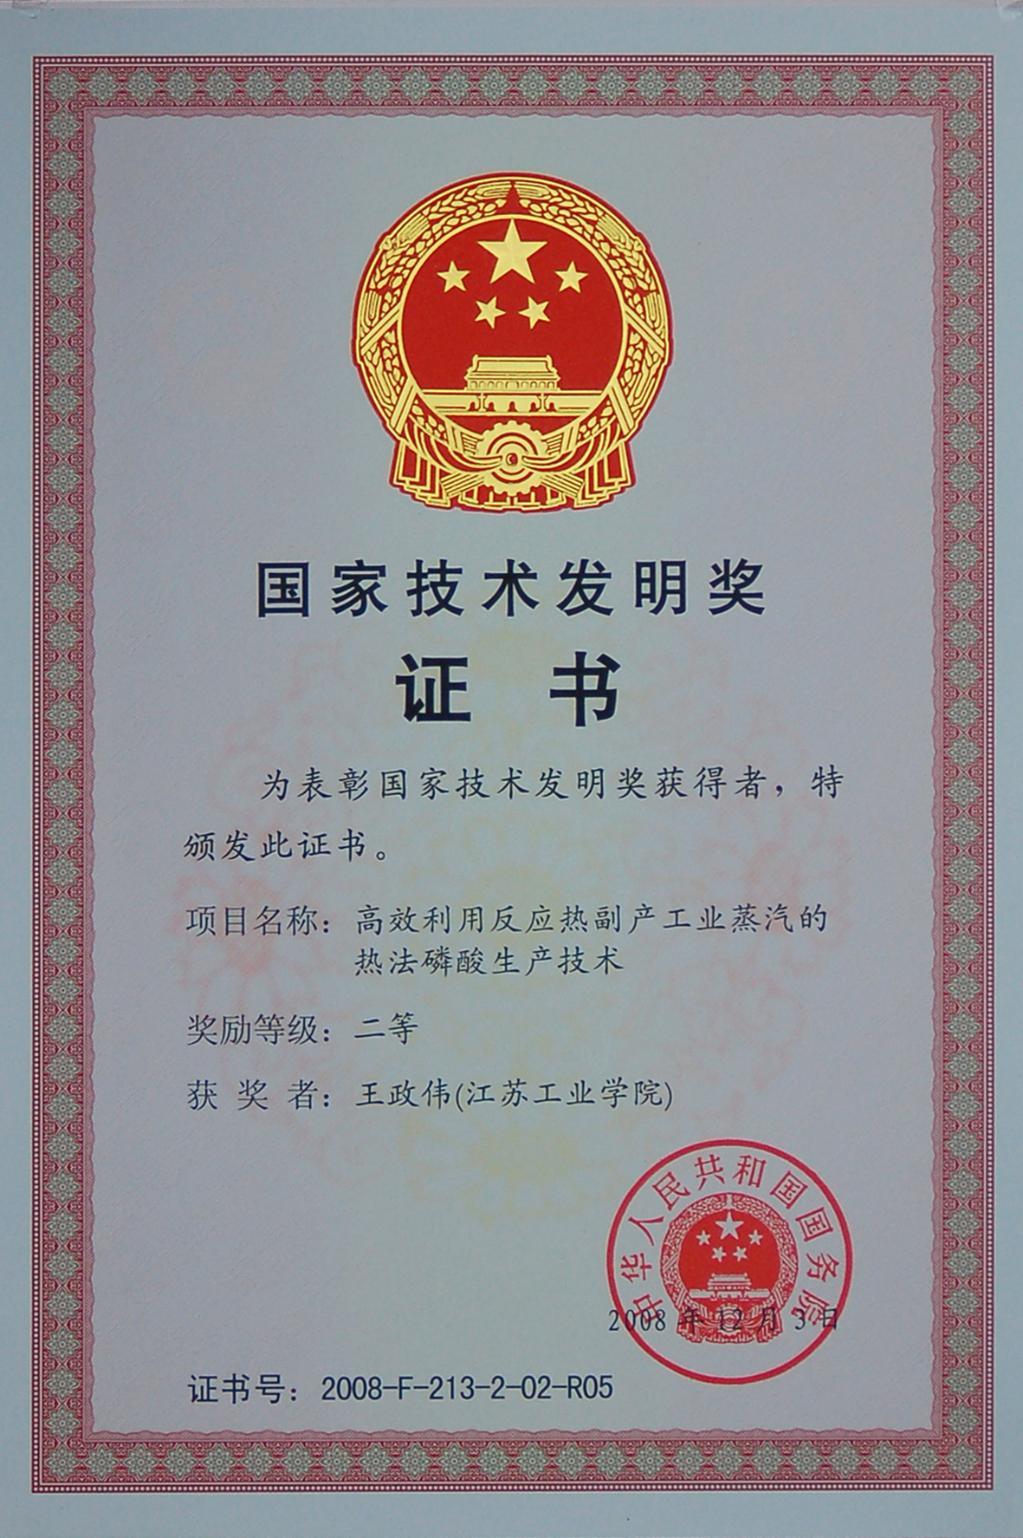 国家技术发明奖
证 书
为表彰国家技术发明奖获得者，特
颁发此证书。
项目名称：高效利用反应热副产工业蒸汽的
热法磷酸生产技术
奖励等级：二等
获 奖 者：王政伟(江苏工业学院)
中华人民共和国国务院
2008年12月3日
证书号：2008-F-213-2-02-R05